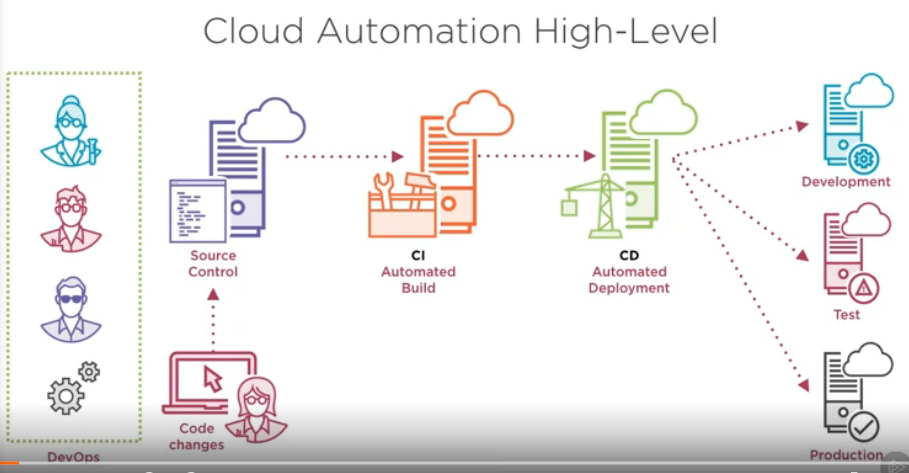 Cloud Automation High-Level
Source
Control
CI
Automated
Build
CD
Automated
Deployment
Development
Test
Production
Code
changes
DevOps